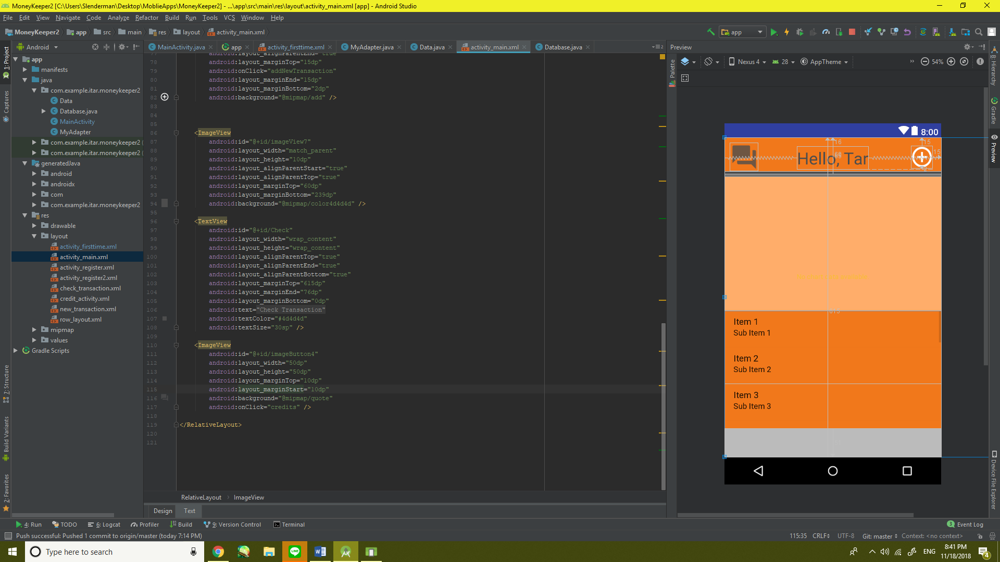 MoneyKeeper2 [C:\Users\Slenderman\Desktop\MoblieApps\MoneyKeeper2] - ...\app\src\main\res\layout\activity_main.xml [app] - Android Studio
File Edit View Navigate Code Analyze Refactor Build Run Tools VCS Window Help
MoneyKeeper2 app src main res layout activity_main.xml
app
Android
MainActivity.java app activity_firsttime.xml MyAdapter.java Data.java activity_main.xml Database.java
Preview
Nexus 4 28 AppTheme 54%
1: Project
Captures
7: Structure
Build Variants
2: Favorites
app
manifests
java
com.example.itar.moneykeeper2
Data
Database.java
MainActivity
MyAdapter
com.example.itar.moneykeeper2 (
com.example.itar.moneykeeper2 (
generatedJava
android
androidx
com
com.example.itar.moneykeeper2
res
drawable
layout
activity_firsttime.xml
activity_main.xml
activity_register.xml
activity_register2.xml
check_transaction.xml
credit_activity.xml
new_transaction.xml
row_layout.xml
mipmap
values
Gradle Scripts
77 android:layout_alignParentEnd="true"
78 android:layout_marginTop="15dp"
79 android:onClick="addNewTransaction"
80 android:layout_marginEnd="15dp"
81 android:layout_marginBottom="2dp"
82 android:background="@mipmap/add" />
83
84
85
86 <ImageView
87 android:id="@+id/imageView7"
88 android:layout_width="match_parent"
89 android:layout_height="10dp"
90 android:layout_alignParentStart="true"
91 android:layout_alignParentTop="true"
92 android:layout_marginTop="60dp"
93 android:layout_marginBottom="239dp"
94 android:background="@mipmap/color4d4d4d" />
95
96 <TextView
97 android:id="@+id/Check"
98 android:layout_width="wrap_content"
99 android:layout_height="wrap_content"
100 android:layout_alignParentTop="true"
101 android:layout_alignParentEnd="true"
102 android:layout_alignParentBottom="true"
103 android:layout_marginTop="615dp"
104 android:layout_marginEnd="76dp"
105 android:layout_marginBottom="0dp"
106 android:text="Check Transaction"
107 android:textColor="#4d4d4d"
108 android:textSize="30sp" />
109
110 <ImageView
111 android:id="@+id/imageButton4"
112 android:layout_width="50dp"
113 android:layout_height="50dp"
114 android:layout_marginTop="10dp"
115 android:layout_marginStart="10dp"
116 android:background="@mipmap/quote"
117 android:onClick="credits" />
118
119 </RelativeLayout>
120
121
RelativeLayout ImageView
Design Text
Palette
8:00
16 15
Hello, Tar
15
615
Item 1
Sub Item 1
Item 2
Sub Item 2
Item 3
Sub Item 3
8: Hierarchy
Gradle
Preview
Device File Explorer
4: Run TODO 6: Logcat Profiler Build 9: Version Control Terminal 3 Event Log
Push successful: Pushed 1 commit to origin/master (today 7:14 PM) 115:35 CRLF UTF-8 Git: master Context: <no context>
Type here to search
LINE
ENG
8:41 PM
11/18/2018
4